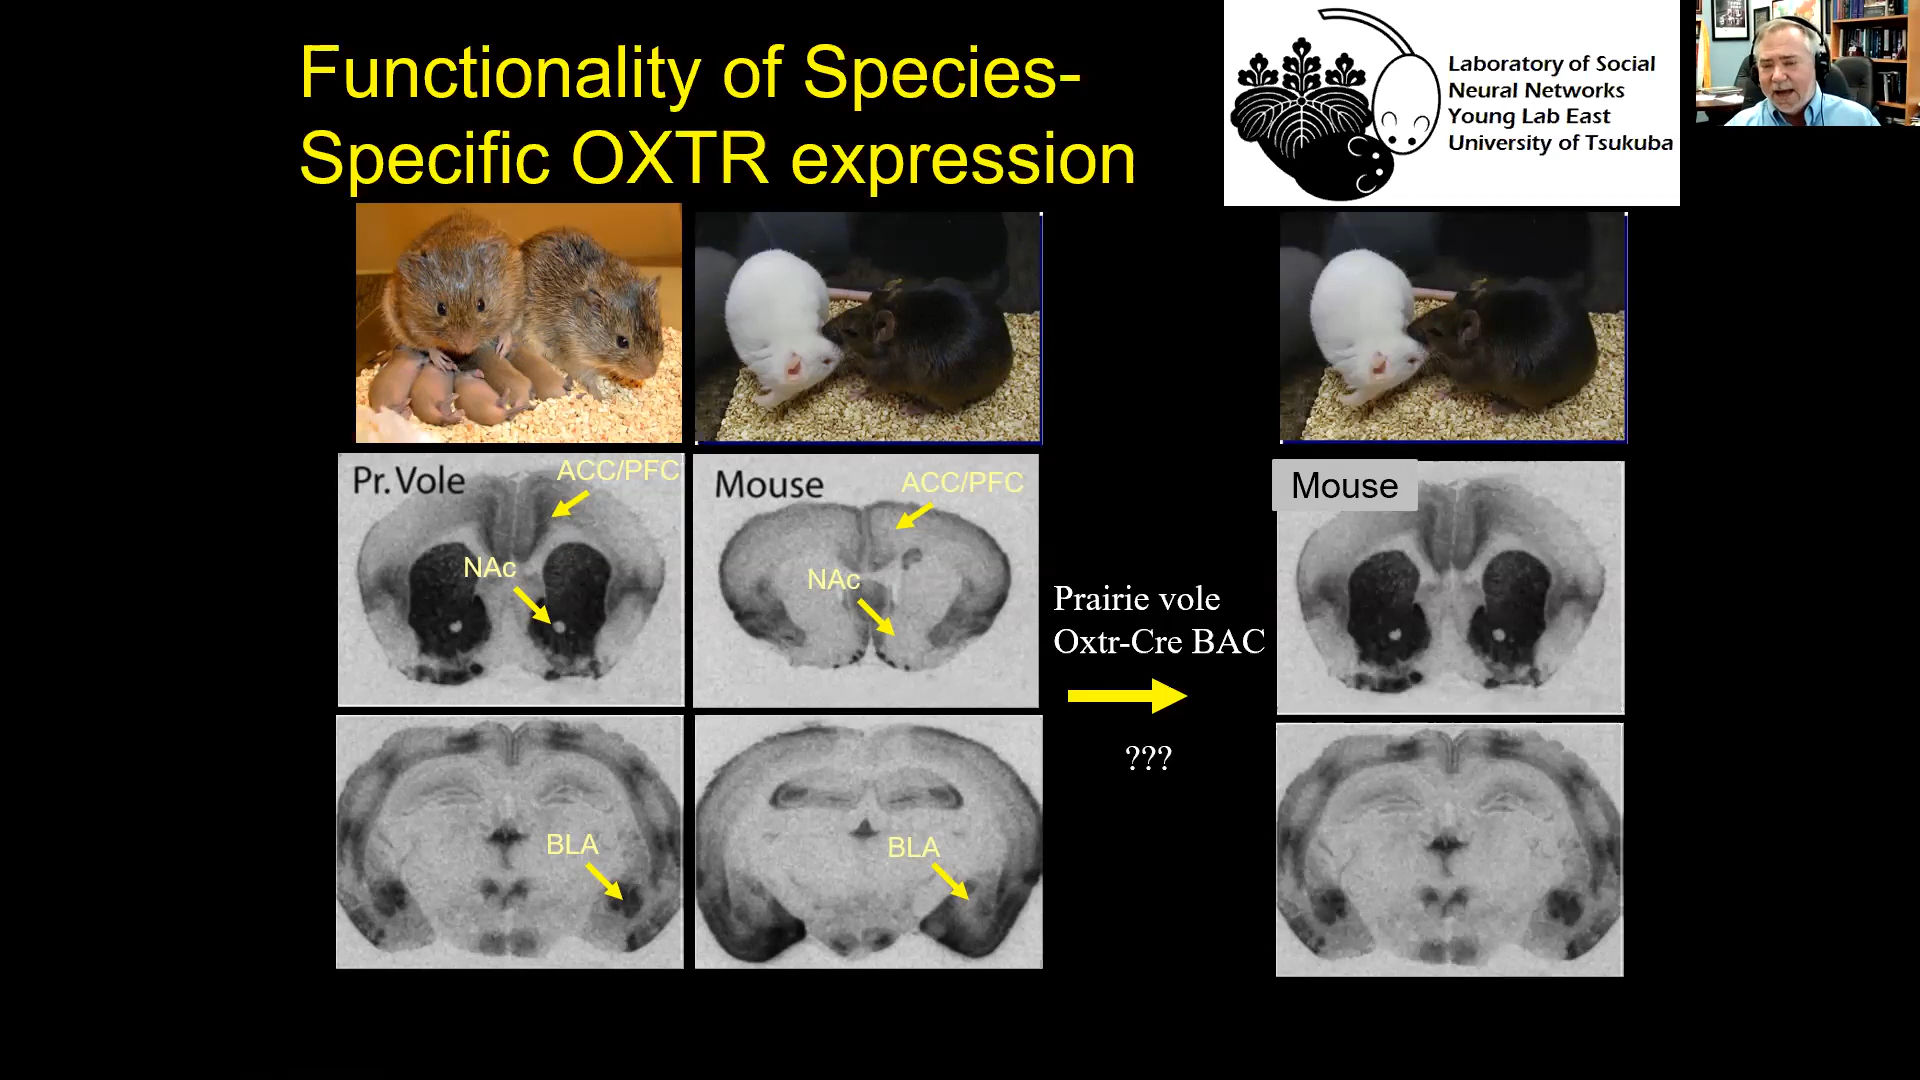 Functionality of Species-
Specific OXTR expression
Laboratory of Social
Neural Networks
Young Lab East
University of Tsukuba
Pr. Vole
ACC/PFC
NAc
Mouse
ACC/PFC
NAc
Prairie vole
Oxtr-Cre BAC
???
Mouse
BLA
BLA